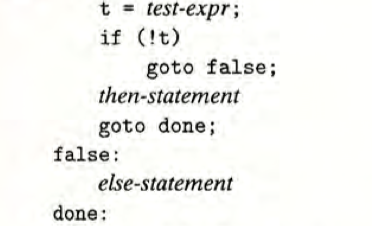 t = test-expr;
if (!t)
goto false;
then-statement
goto done;
false:
else-statement
done: